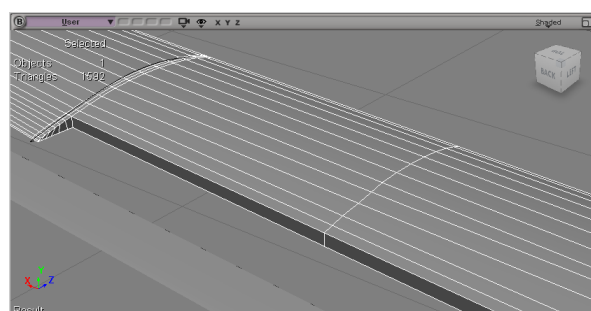 B User X Y Z Shaded
Selected
Objects 1
Triangles 1592
BACK LEFT
Y
X Z
Result